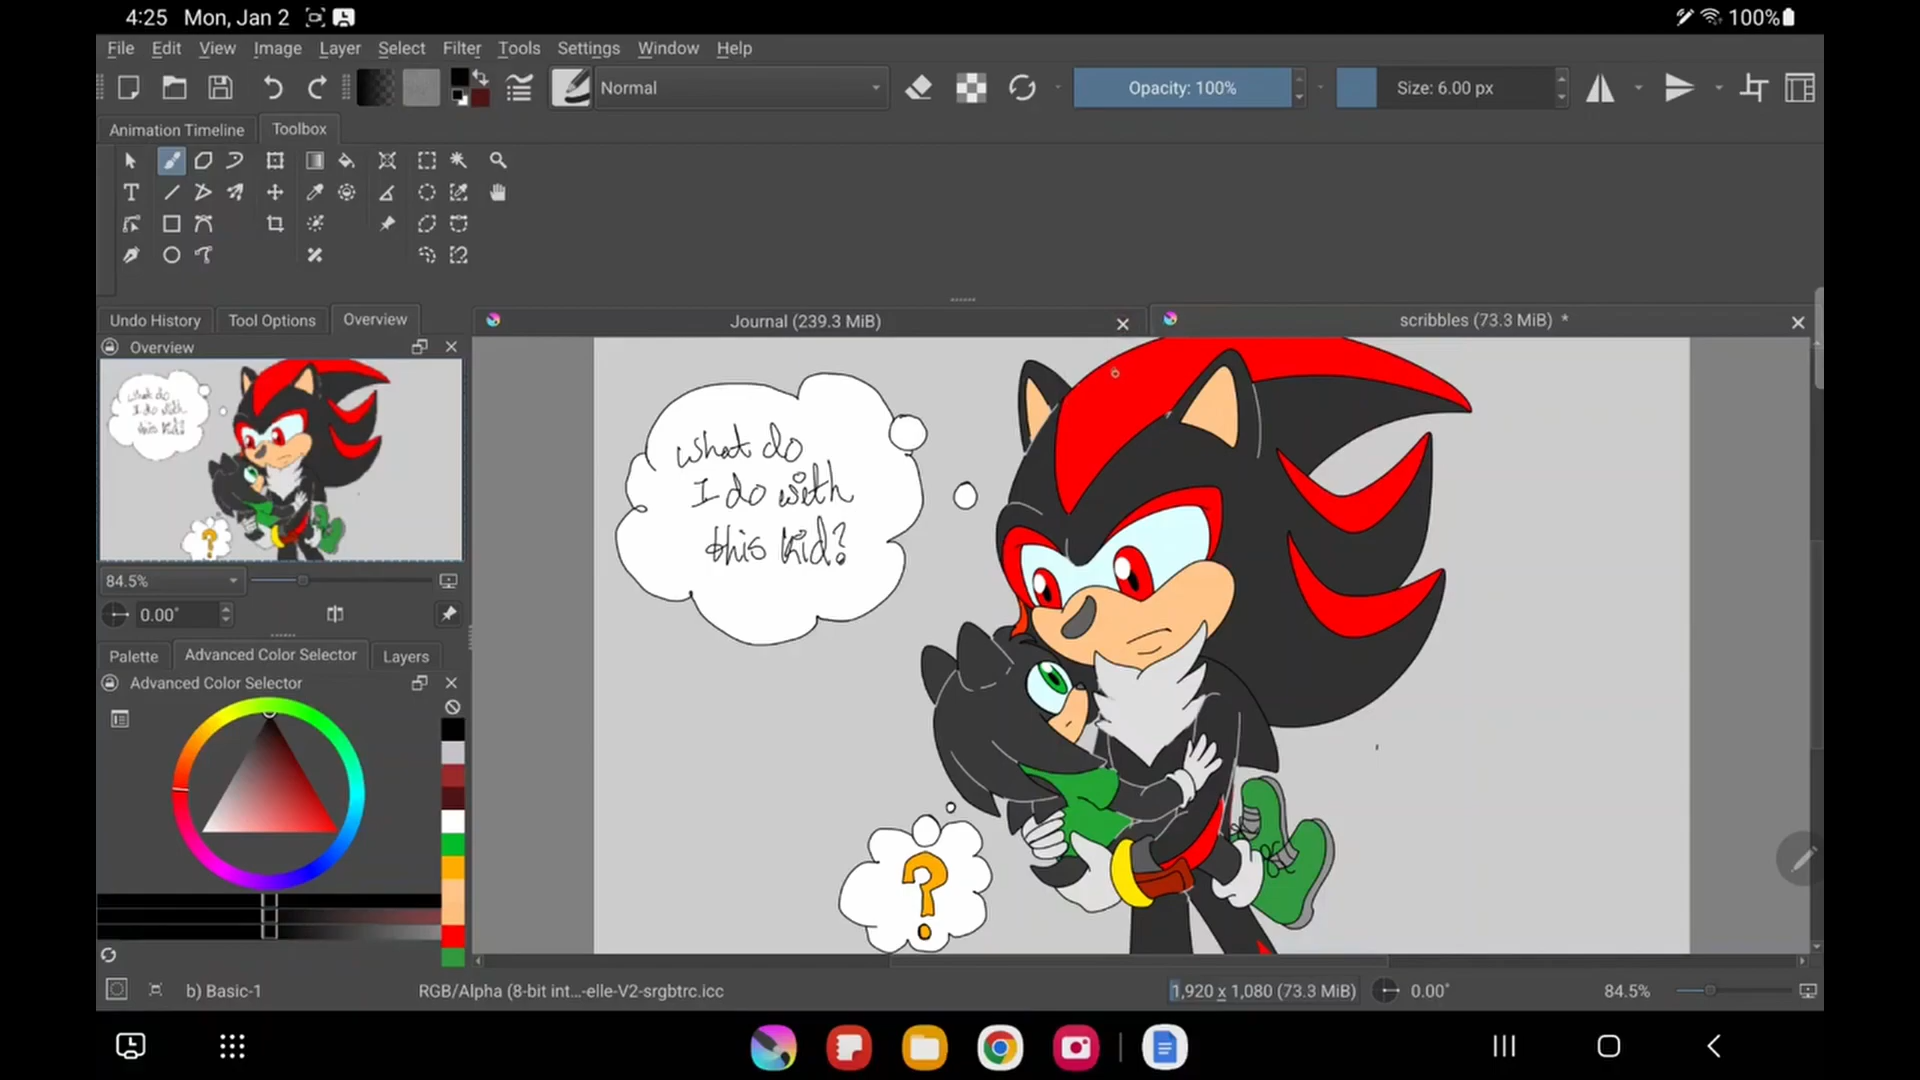 4:25 Mon, Jan 2 100%
File Edit View Image Layer Select Filter Tools Settings Window Help
Normal Opacity: 100% Size: 6.00 px
Animation Timeline Toolbox
Undo History Tool Options Overview
Journal (239.3 MiB) scribbles (73.3 MiB) *
Overview
What do
I do with
this kid?
84.5%
0.00°
Palette Advanced Color Selector Layers
Advanced Color Selector
?
b) Basic-1 RGB/Alpha (8-bit int...-elle-V2-srgbtrc.icc 1,920 x 1,080 (73.3 MiB) 0.00° 84.5%